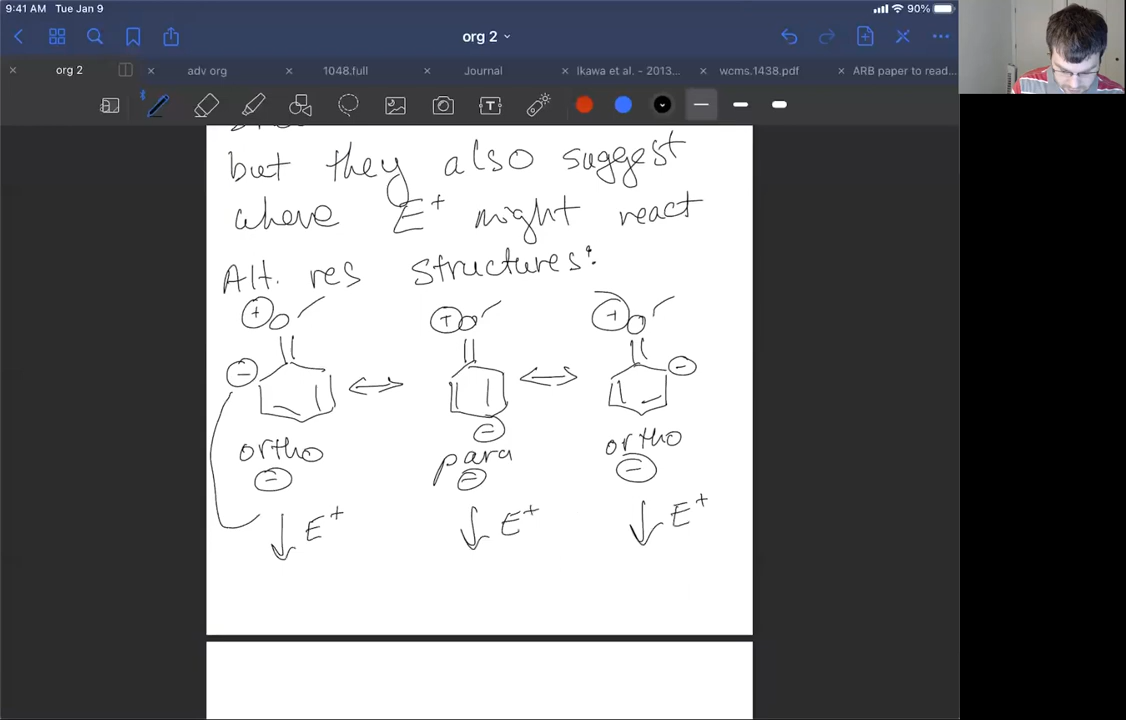 9:41 AM Tue Jan 9
90%
org 2
org 2
adv org
1048.full
Journal
Ikawa et al. - 2013...
wcms.1438.pdf
ARB paper to read...
but they also suggest
where E+ might react
Alt. res structures:
+ O + O + O
− −
−
ortho para ortho
− − −
E+ E+ E+